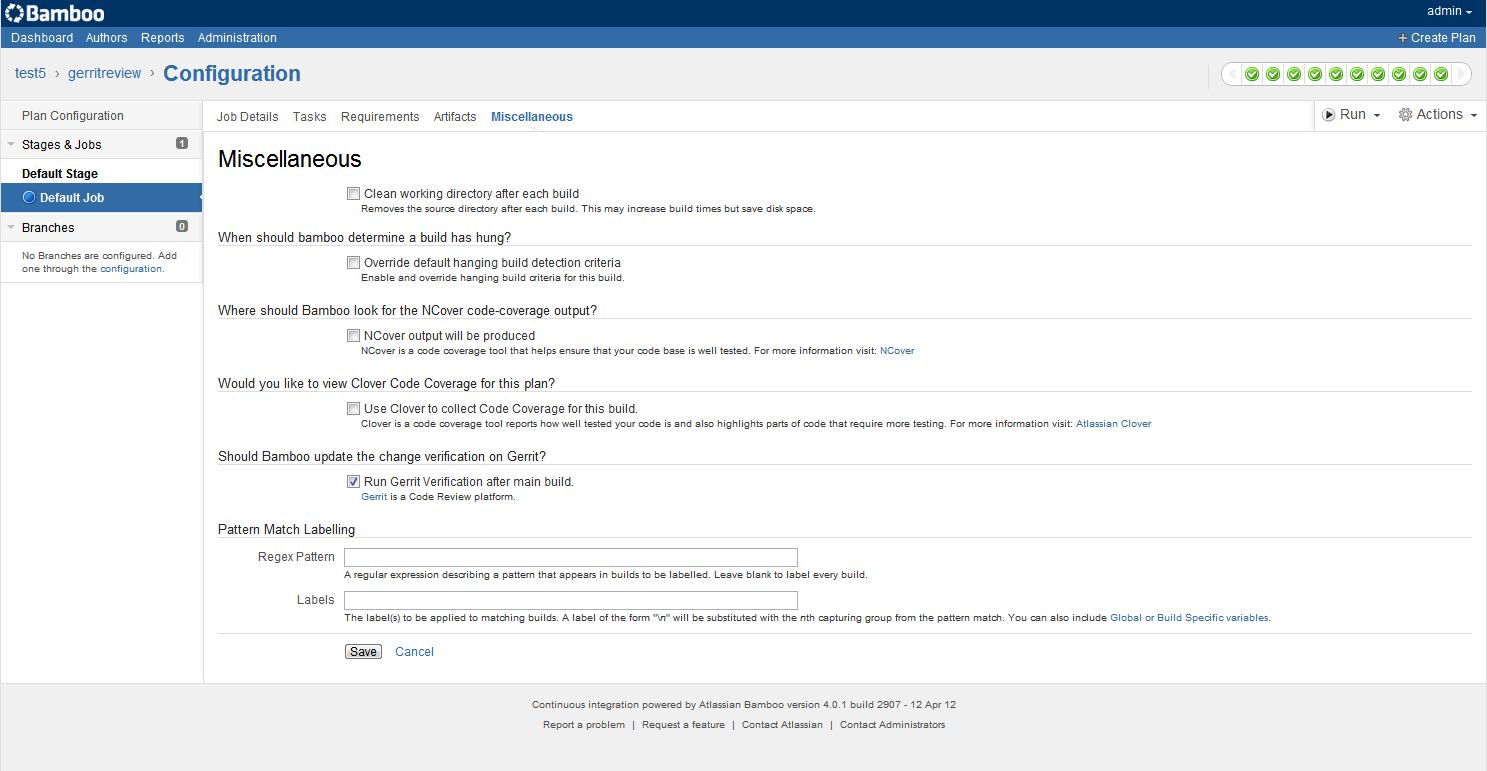 Bamboo
admin
Dashboard Authors Reports Administration
+ Create Plan
test5 › gerritreview › Configuration
Plan Configuration
Stages & Jobs 1
Default Stage
Default Job
Branches 0
No Branches are configured. Add
one through the configuration.
Job Details Tasks Requirements Artifacts Miscellaneous
Run Actions
Miscellaneous
Clean working directory after each build
Removes the source directory after each build. This may increase build times but save disk space.
When should bamboo determine a build has hung?
Override default hanging build detection criteria
Enable and override hanging build criteria for this build.
Where should Bamboo look for the NCover code-coverage output?
NCover output will be produced
NCover is a code coverage tool that helps ensure that your code base is well tested. For more information visit: NCover
Would you like to view Clover Code Coverage for this plan?
Use Clover to collect Code Coverage for this build.
Clover is a code coverage tool reports how well tested your code is and also highlights parts of code that require more testing. For more information visit: Atlassian Clover
Should Bamboo update the change verification on Gerrit?
Run Gerrit Verification after main build.
Gerrit is a Code Review platform.
Pattern Match Labelling
Regex Pattern
A regular expression describing a pattern that appears in builds to be labelled. Leave blank to label every build.
Labels
The label(s) to be applied to matching builds. A label of the form "\n" will be substituted with the nth capturing group from the pattern match. You can also include Global or Build Specific variables.
Save Cancel
Continuous integration powered by Atlassian Bamboo version 4.0.1 build 2907 - 12 Apr 12
Report a problem | Request a feature | Contact Atlassian | Contact Administrators